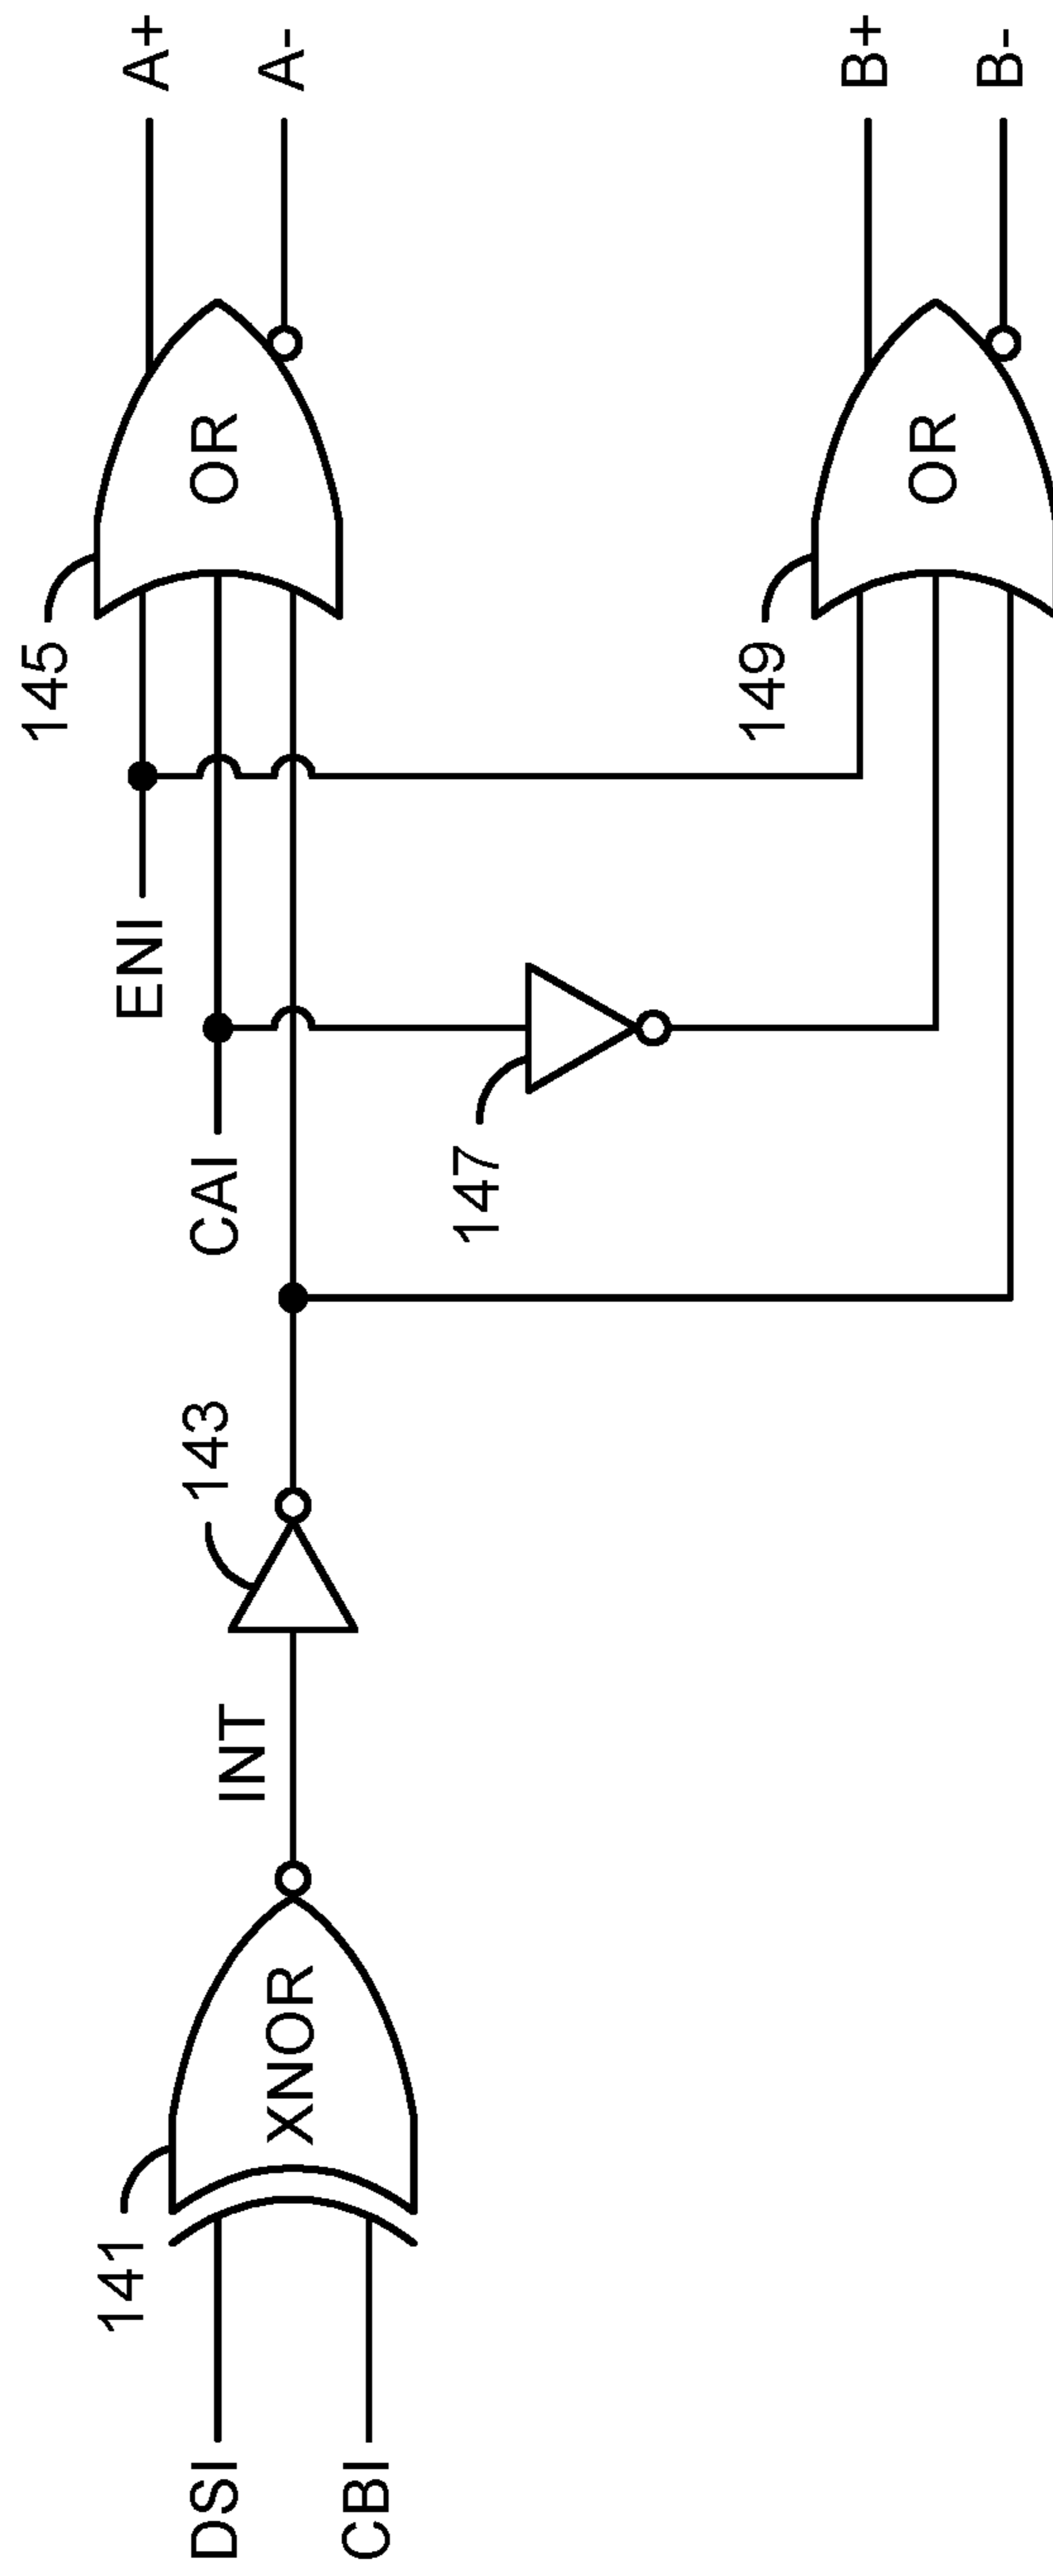 DSI
CBI
141
XNOR
INT
143
CAI
ENI
147
145
OR
A+
A-
149
OR
B+
B-